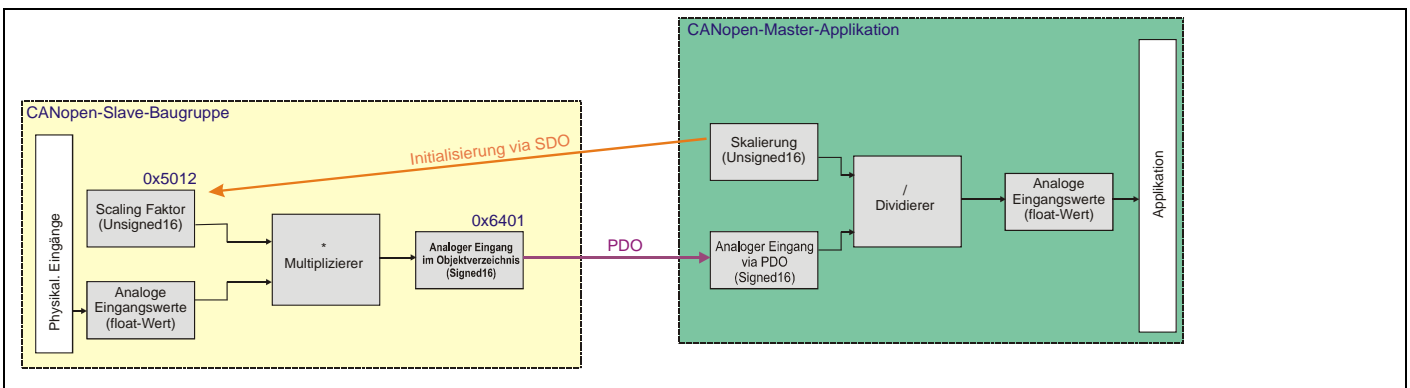 CANopen-Master-Applikation
CANopen-Slave-Baugruppe
Physikal. Eingänge
0x5012
Scaling Faktor
(Unsigned16)
Analoge
Eingangswerte
(float-Wert)
*
Multiplizierer
0x6401
Analoger Eingang
im Objektverzeichnis
(Signed16)
Initialisierung via SDO
PDO
Skalierung
(Unsigned16)
Analoger Eingang
via PDO
(Signed16)
/
Dividierer
Analoge
Eingangswerte
(float-Wert)
Applikation